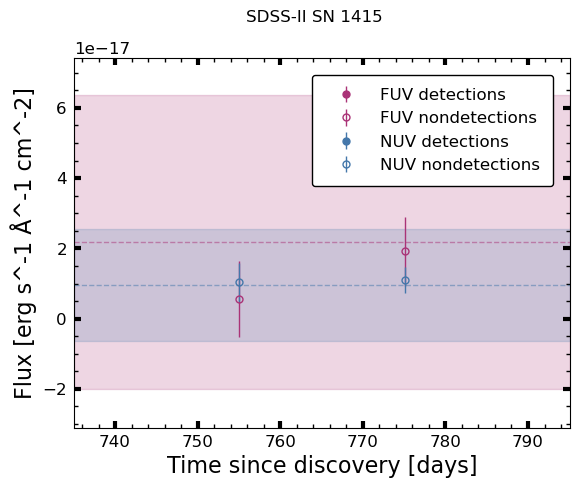 SDSS-II SN 1415
1e−17
FUV detections
FUV nondetections
NUV detections
NUV nondetections
6
4
2
0
−2
Flux [erg s^-1 Å^-1 cm^-2]
740 750 760 770 780 790
Time since discovery [days]